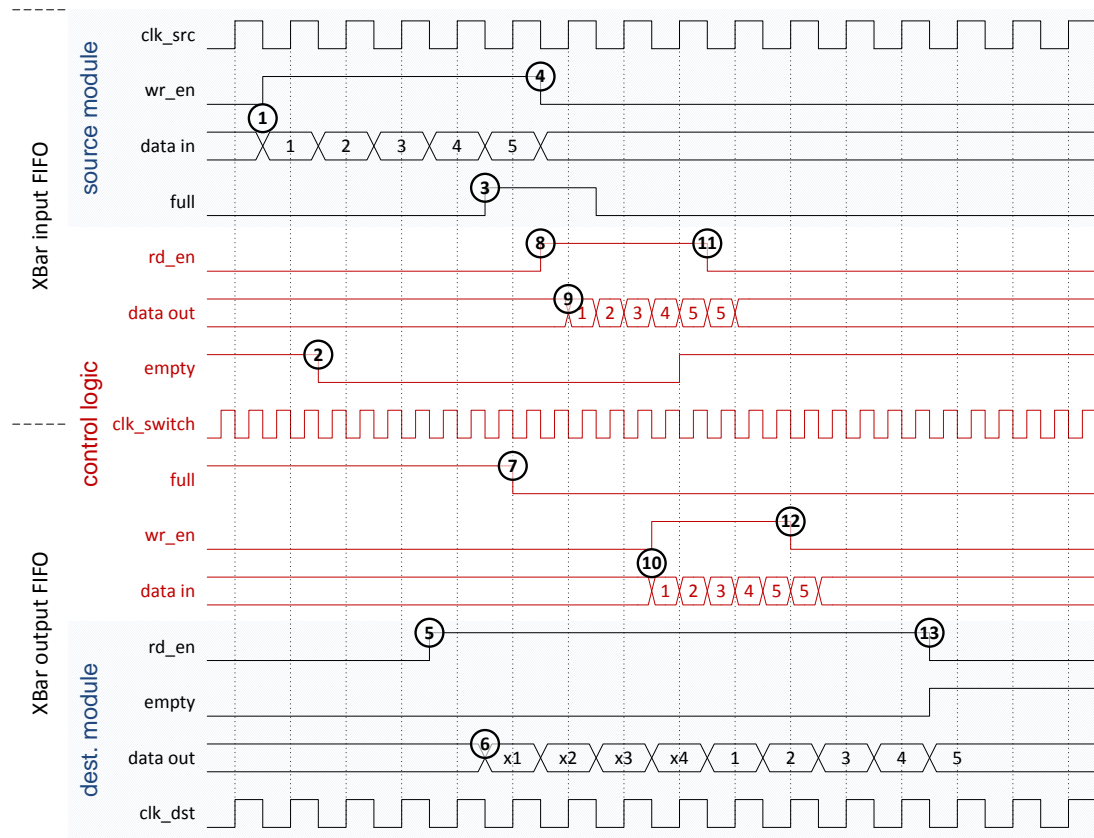 XBar input FIFO
XBar output FIFO
source module
control logic
dest. module
clk_src
wr_en
4
1
data in 1 2 3 4 5
full 3
rd_en 8 11
data out 9 1 2 3 4 5 5
empty 2
clk_switch
full 7
wr_en 12
10
data in 1 2 3 4 5 5
rd_en 5 13
empty
data out 6 x1 x2 x3 x4 1 2 3 4 5
clk_dst